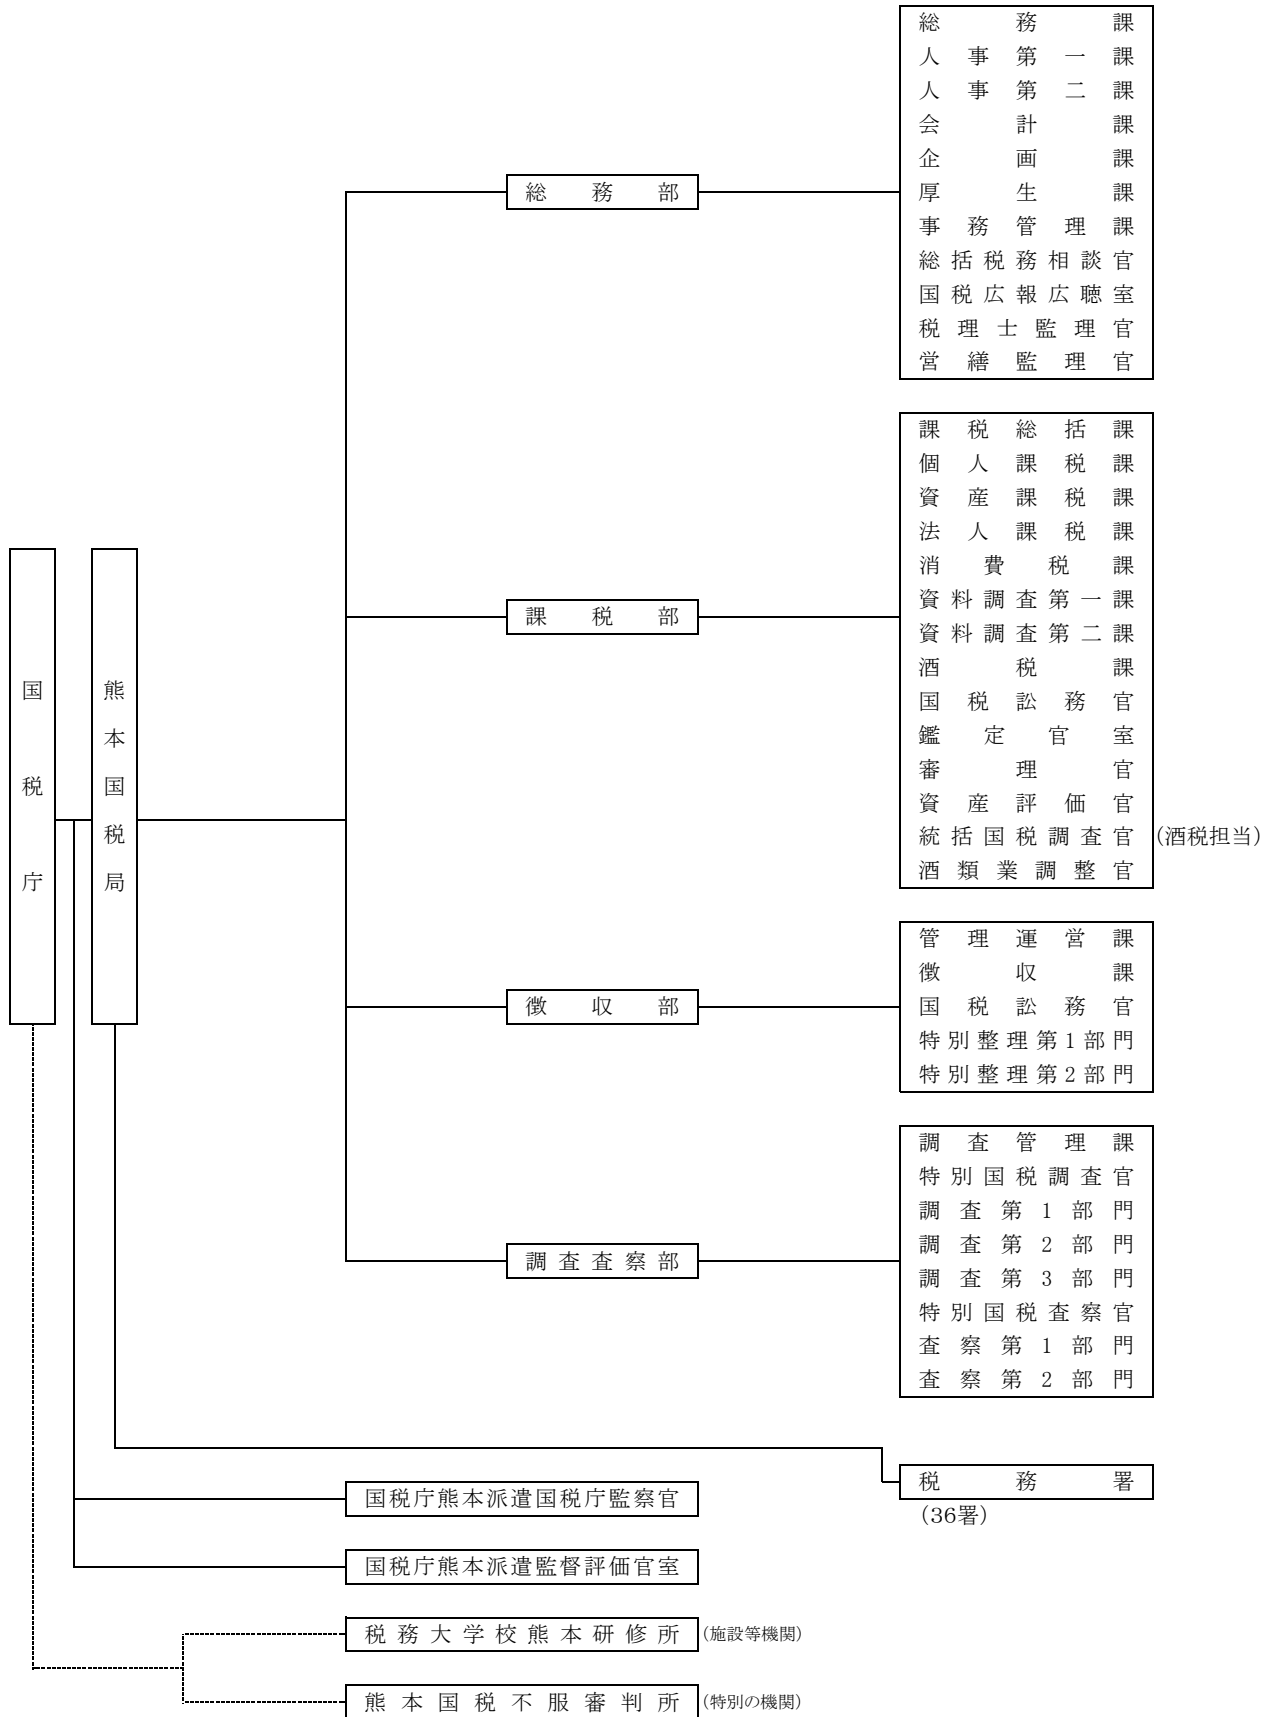 国税庁
熊本国税局
総務部
総務課
人事第一課
人事第二課
会計課
企画課
厚生課
事務管理課
総括税務相談官
国税広報広聴室
税理士監理官
営繕監理官
課税部
課税総括課
個人課税課
資産課税課
法人課税課
消費税課
資料調査第一課
資料調査第二課
酒税課
国税訟務官
鑑定官室
審理官
資産評価官
統括国税調査官 (酒税担当)
酒類業調整官
徴収部
管理運営課
徴収課
国税訟務官
特別整理第1部門
特別整理第2部門
調査査察部
調査管理課
特別国税調査官
調査第1部門
調査第2部門
調査第3部門
特別国税査察官
査察第1部門
査察第2部門
税務署
(36署)
国税庁熊本派遣国税庁監察官
国税庁熊本派遣監督評価官室
税務大学校熊本研修所 (施設等機関)
熊本国税不服審判所 (特別の機関)